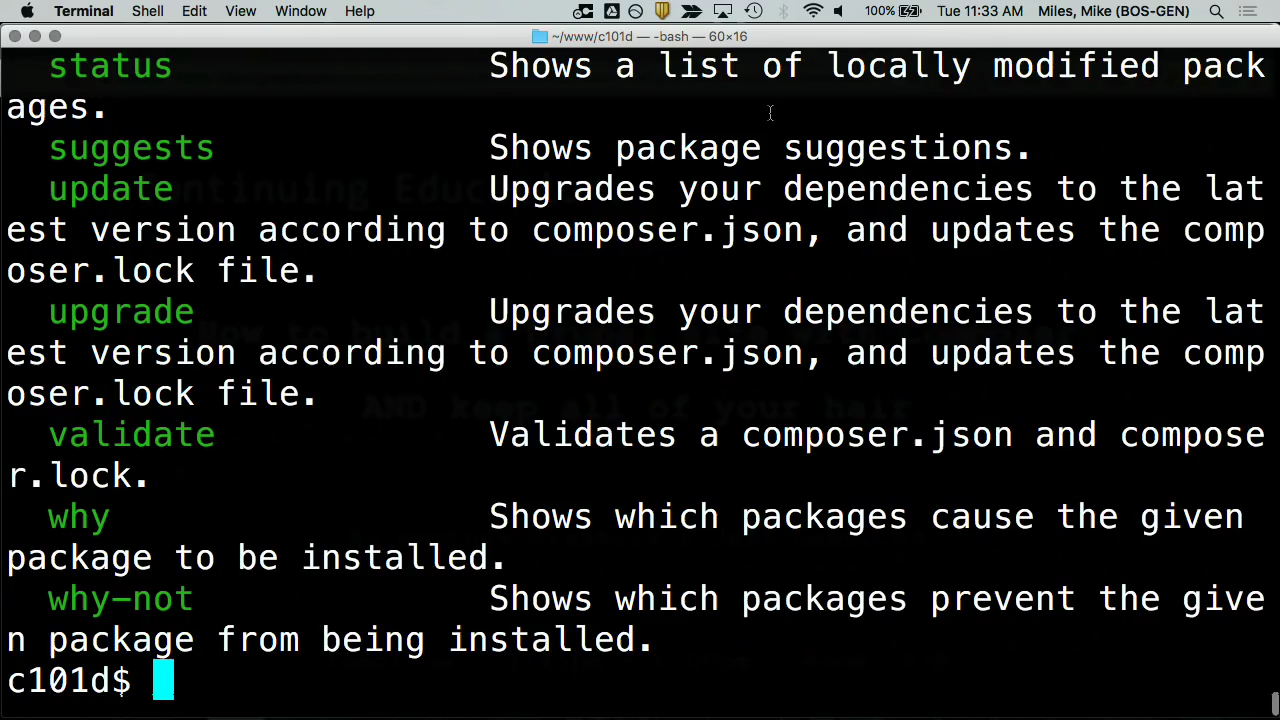 Terminal Shell Edit View Window Help 100% Tue 11:33 AM Miles, Mike (BOS-GEN)
~/www/c101d — -bash — 60×16
status Shows a list of locally modified pack
ages.
suggests Shows package suggestions.
update Upgrades your dependencies to the lat
est version according to composer.json, and updates the comp
oser.lock file.
upgrade Upgrades your dependencies to the lat
est version according to composer.json, and updates the comp
oser.lock file.
validate Validates a composer.json and compose
r.lock.
why Shows which packages cause the given
package to be installed.
why-not Shows which packages prevent the give
n package from being installed.
c101d$